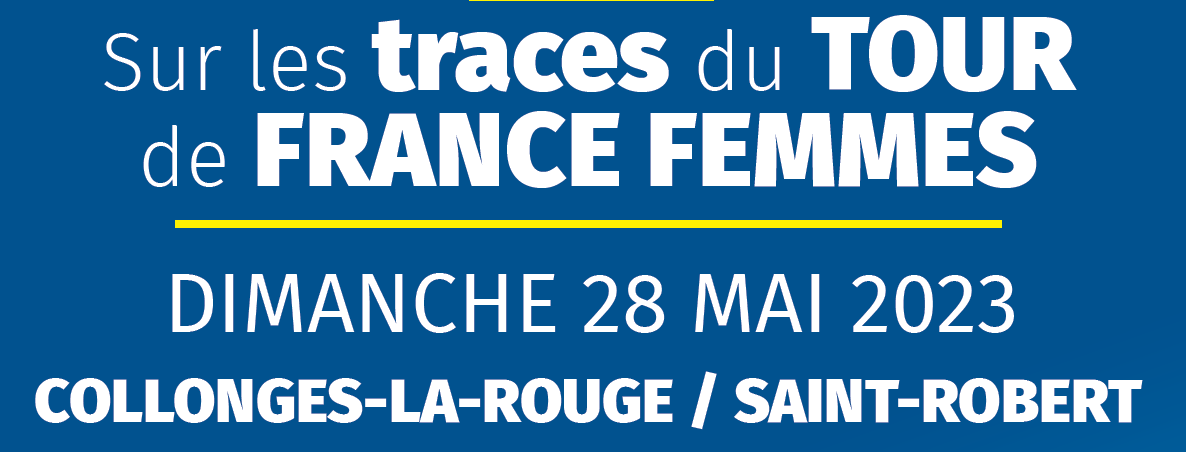 Sur les traces du TOUR
de FRANCE FEMMES
DIMANCHE 28 MAI 2023
COLLONGES-LA-ROUGE / SAINT-ROBERT